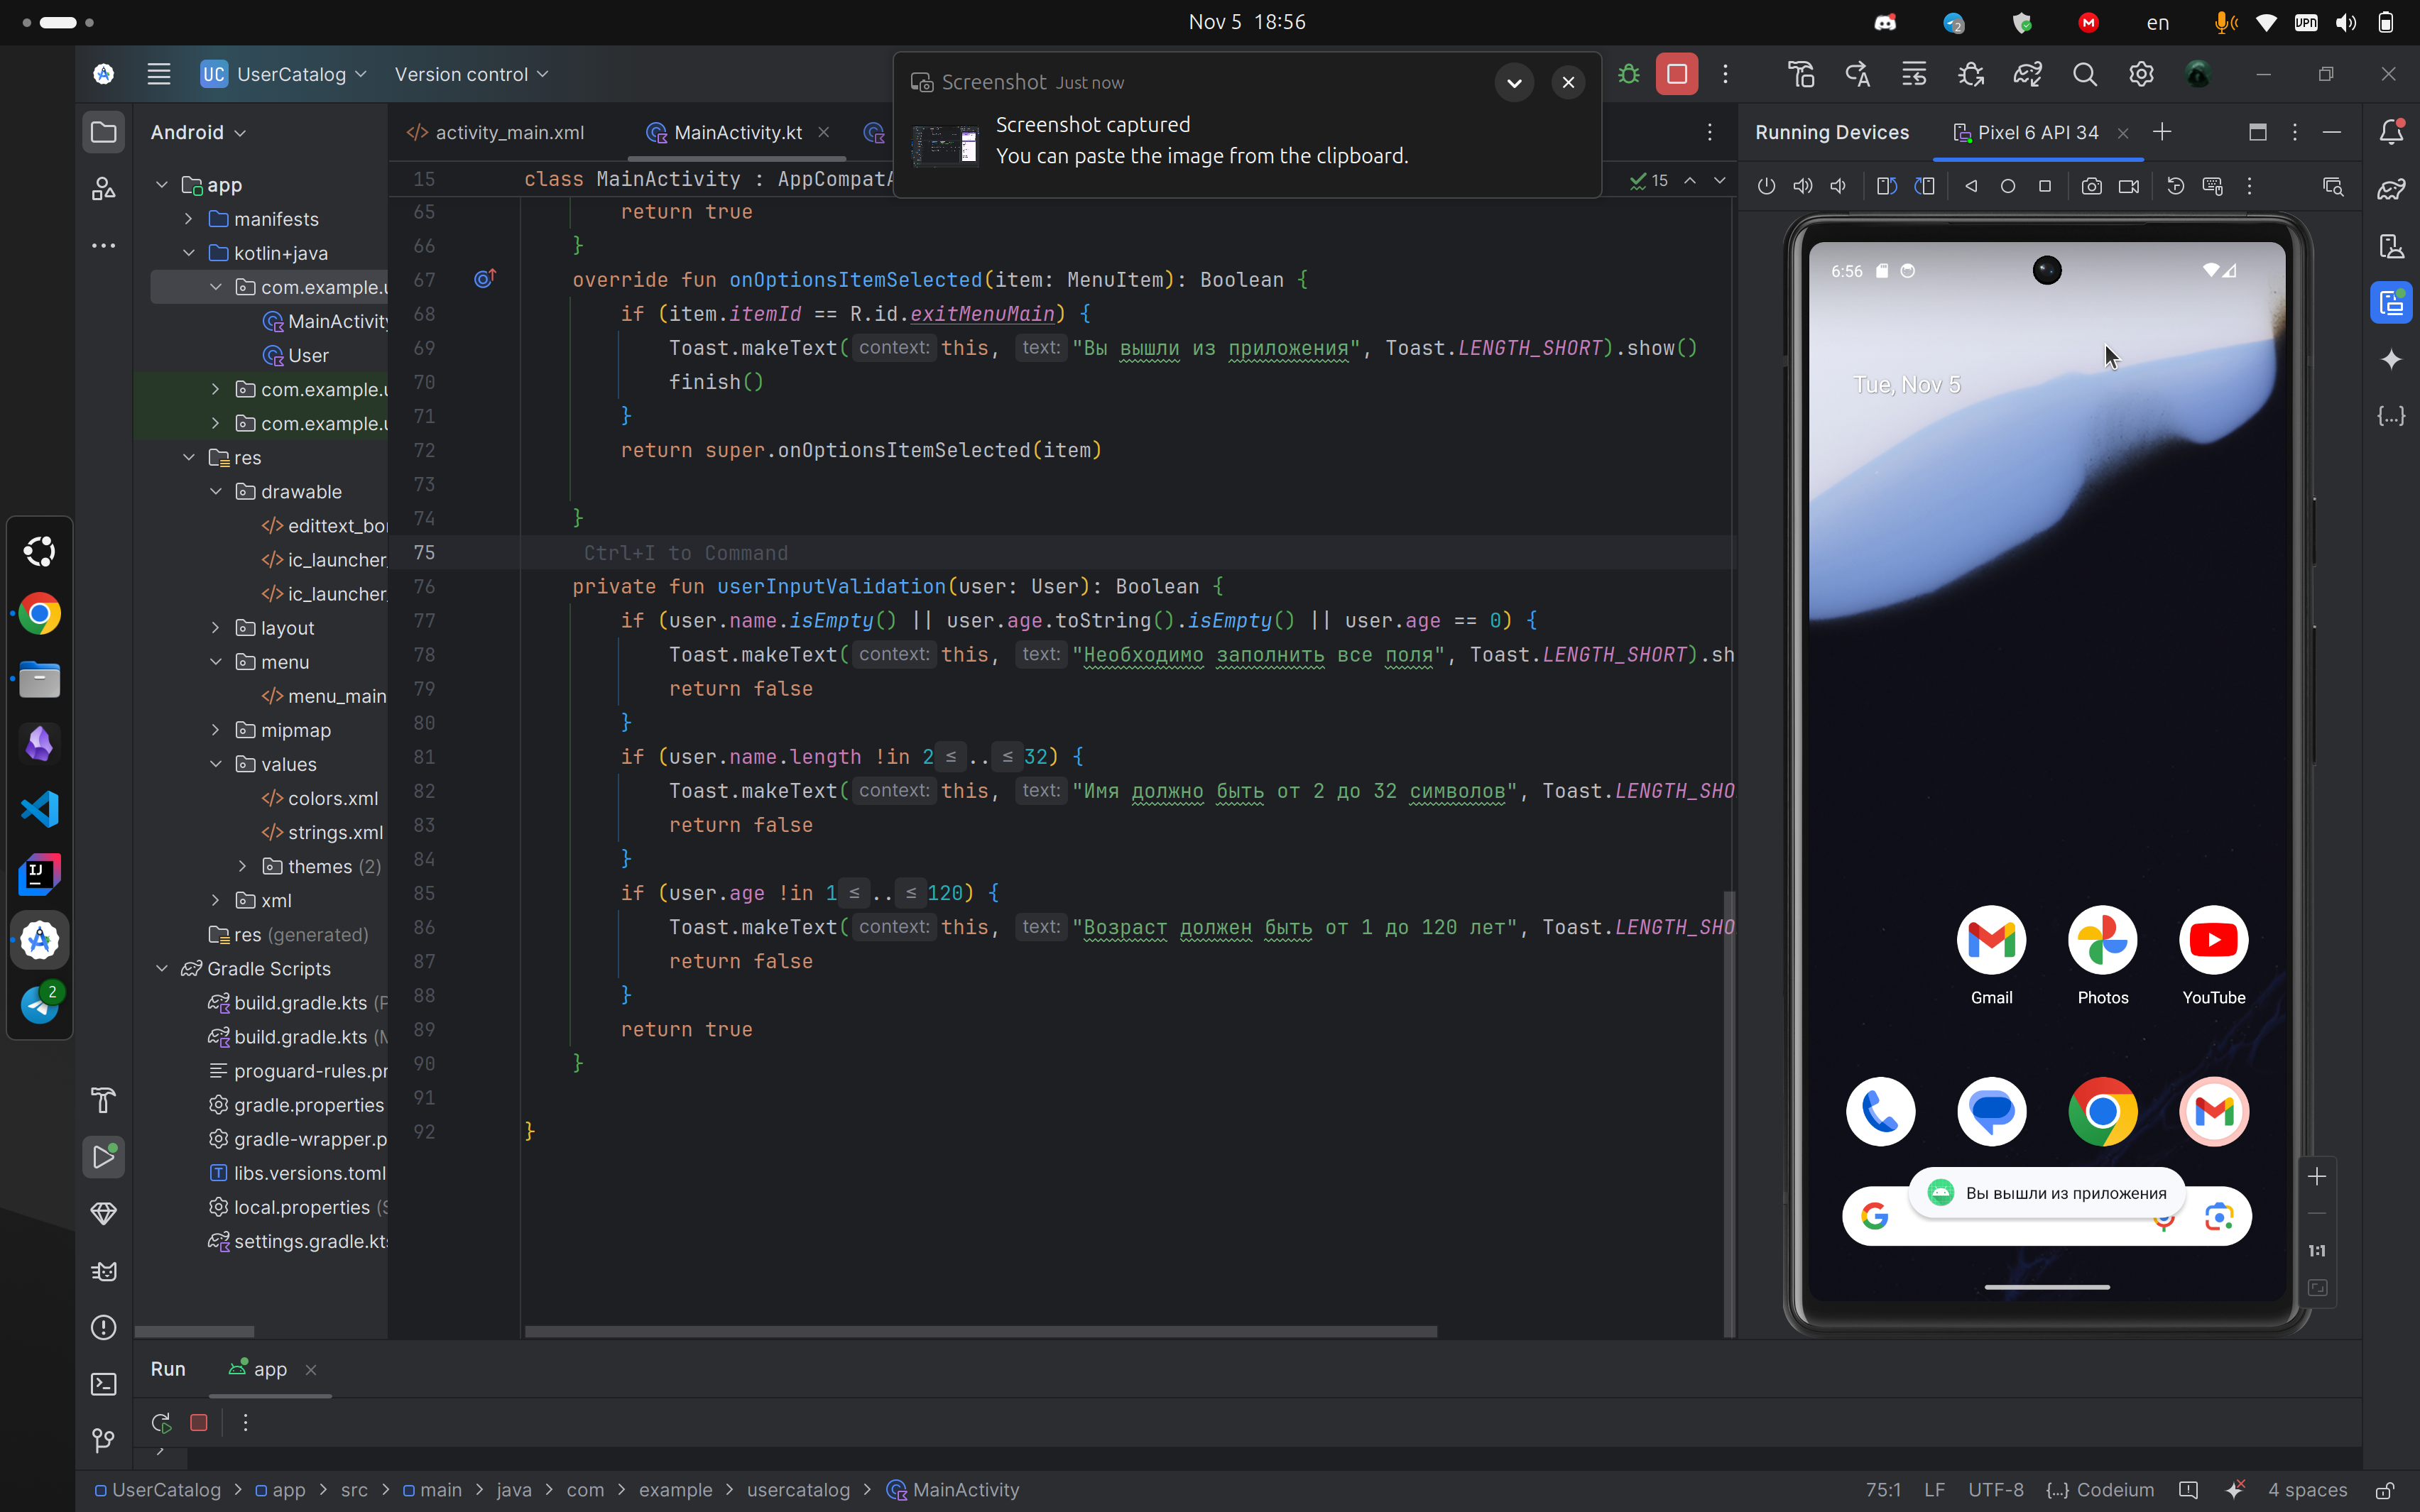 Nov 5 18:56
2
M
en
VPN
UC UserCatalog
Version control
Screenshot Just now
Screenshot captured
You can paste the image from the clipboard.
Android
activity_main.xml
MainActivity.kt
Running Devices
Pixel 6 API 34
app
manifests
kotlin+java
com.example.u
MainActivity
User
com.example.u
com.example.u
res
drawable
edittext_bor
ic_launcher_
ic_launcher_
layout
menu
menu_main
mipmap
values
colors.xml
strings.xml
themes (2)
xml
res (generated)
Gradle Scripts
build.gradle.kts (P
build.gradle.kts (M
proguard-rules.pr
gradle.properties
gradle-wrapper.p
libs.versions.toml
local.properties (S
settings.gradle.kts
15 class MainActivity : AppCompatA
15
65 return true
66 }
67 override fun onOptionsItemSelected(item: MenuItem): Boolean {
68 if (item.itemId == R.id.exitMenuMain) {
69 Toast.makeText( context: this, text: "Вы вышли из приложения", Toast.LENGTH_SHORT).show()
70 finish()
71 }
72 return super.onOptionsItemSelected(item)
73
74 }
75 Ctrl+I to Command
76 private fun userInputValidation(user: User): Boolean {
77 if (user.name.isEmpty() || user.age.toString().isEmpty() || user.age == 0) {
78 Toast.makeText( context: this, text: "Необходимо заполнить все поля", Toast.LENGTH_SHORT).sh
79 return false
80 }
81 if (user.name.length !in 2 ≤ .. ≤ 32) {
82 Toast.makeText( context: this, text: "Имя должно быть от 2 до 32 символов", Toast.LENGTH_SHO
83 return false
84 }
85 if (user.age !in 1 ≤ .. ≤ 120) {
86 Toast.makeText( context: this, text: "Возраст должен быть от 1 до 120 лет", Toast.LENGTH_SHO
87 return false
88 }
89 return true
90 }
91
92 }
6:56
Tue, Nov 5
Gmail
Photos
YouTube
Вы вышли из приложения
1:1
IJ
2
Run
app
UserCatalog > app > src > main > java > com > example > usercatalog > MainActivity
75:1 LF UTF-8 {...} Codeium 4 spaces